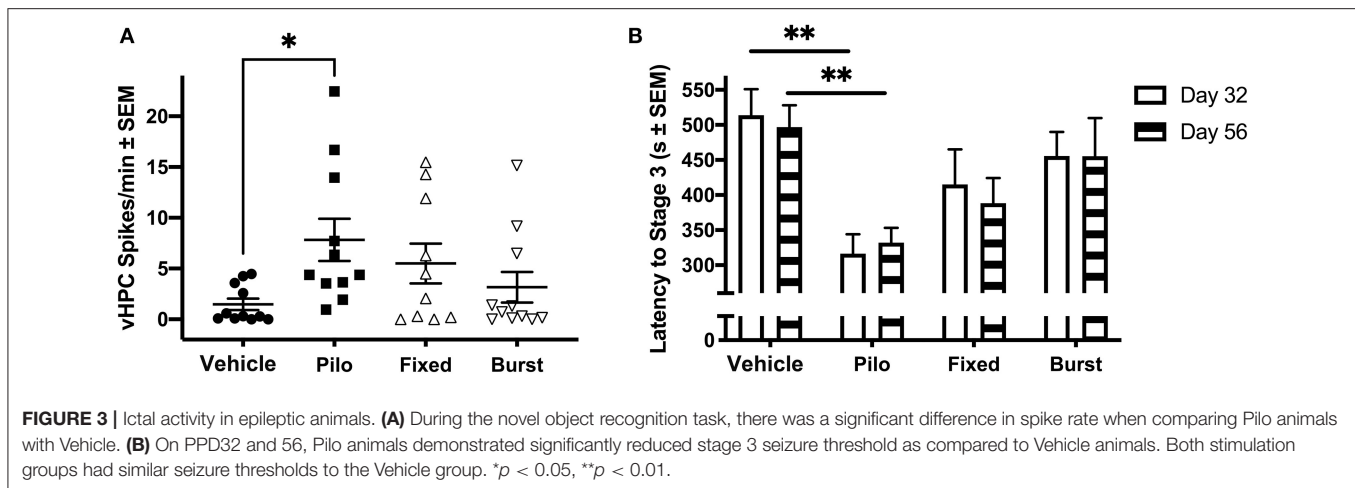 A
*
vHPC Spikes/min ± SEM
20
15
10
5
0
Vehicle Pilo Fixed Burst
B
**
**
Latency to Stage 3 (s ± SEM)
550
500
450
400
350
300
0
Vehicle Pilo Fixed Burst
Day 32
Day 56
FIGURE 3 | Ictal activity in epileptic animals. (A) During the novel object recognition task, there was a significant difference in spike rate when comparing Pilo animals
with Vehicle. (B) On PPD32 and 56, Pilo animals demonstrated significantly reduced stage 3 seizure threshold as compared to Vehicle animals. Both stimulation
groups had similar seizure thresholds to the Vehicle group. *p < 0.05, **p < 0.01.